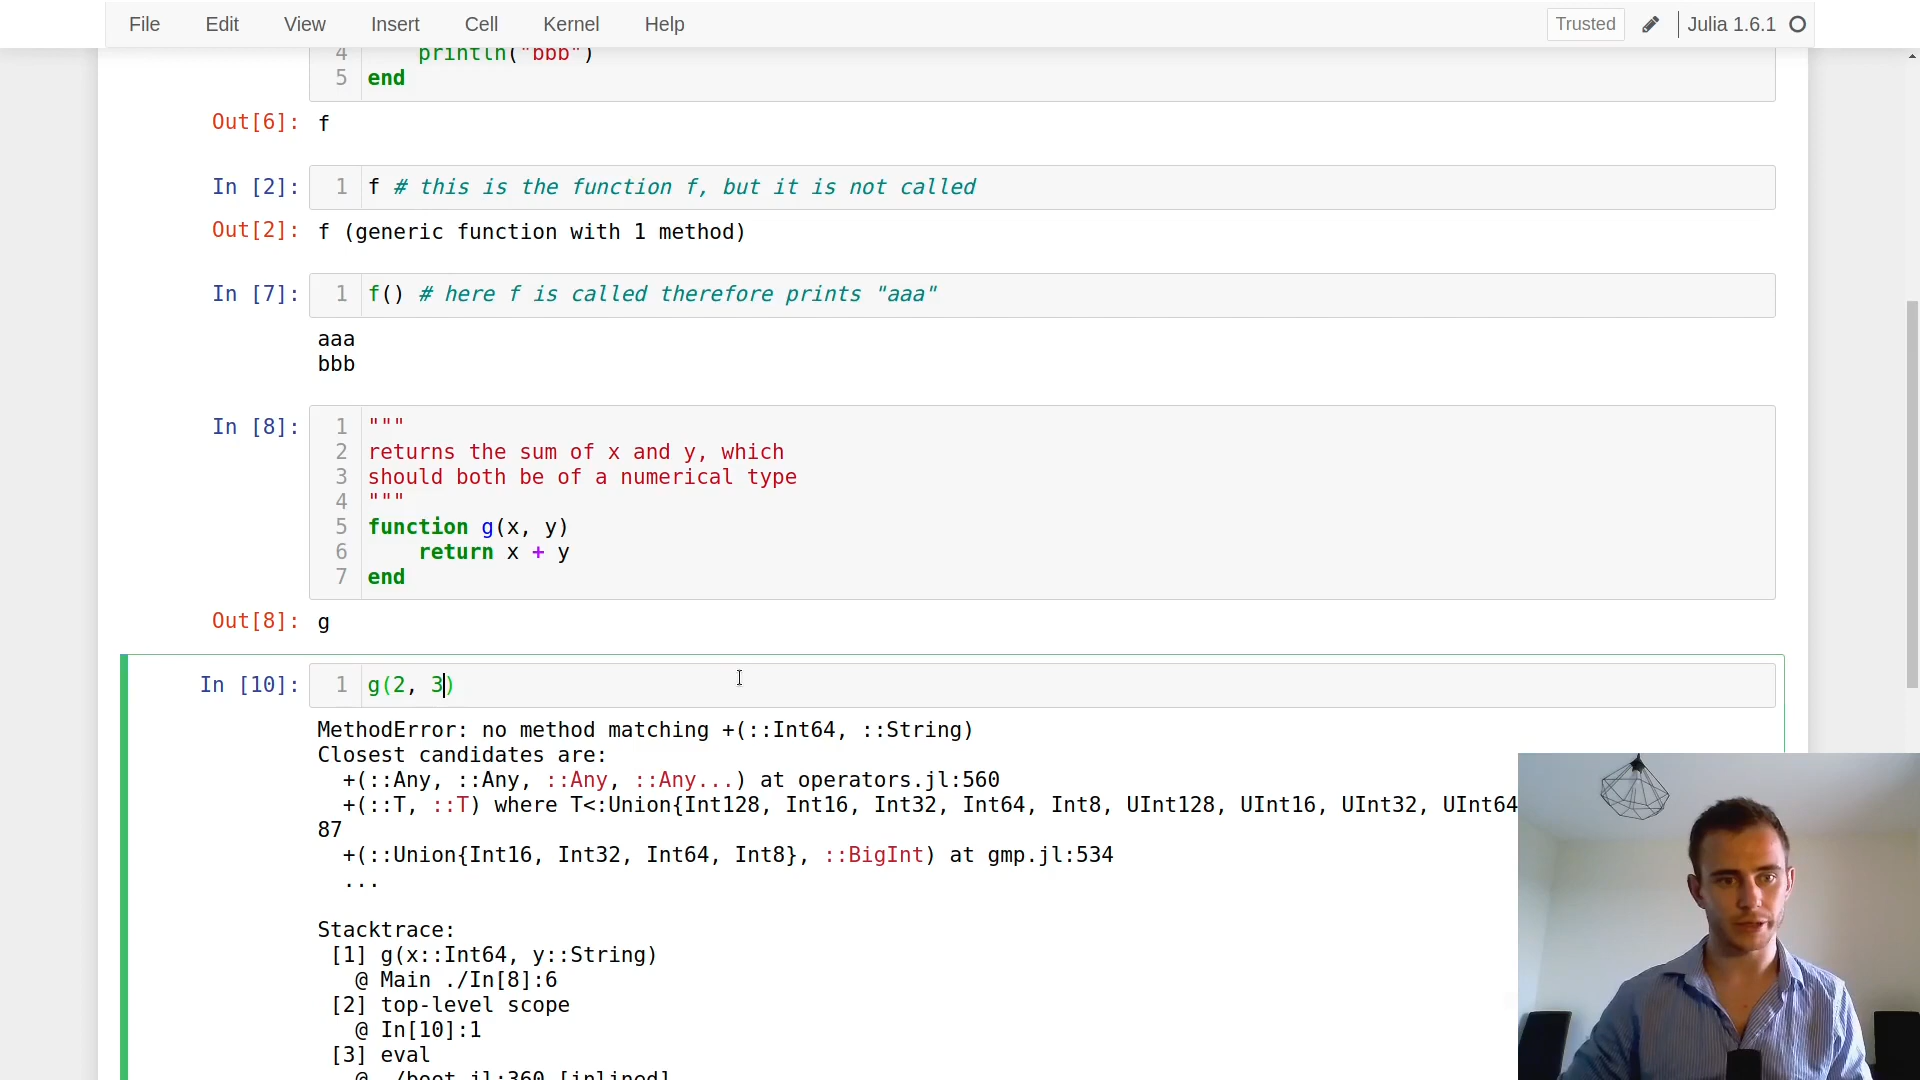 File Edit View Insert Cell Kernel Help Trusted Julia 1.6.1
4 println("bbb")
5 end
Out[6]: f
In [2]: 1 f # this is the function f, but it is not called
Out[2]: f (generic function with 1 method)
In [7]: 1 f() # here f is called therefore prints "aaa"
aaa
bbb
In [8]: 1 """
2 returns the sum of x and y, which
3 should both be of a numerical type
4 """
5 function g(x, y)
6 return x + y
7 end
Out[8]: g
In [10]: 1 g(2, 3)
MethodError: no method matching +(::Int64, ::String)
Closest candidates are:
+(::Any, ::Any, ::Any, ::Any...) at operators.jl:560
+(::T, ::T) where T<:Union{Int128, Int16, Int32, Int64, Int8, UInt128, UInt16, UInt32, UInt64
87
+(::Union{Int16, Int32, Int64, Int8}, ::BigInt) at gmp.jl:534
...
Stacktrace:
[1] g(x::Int64, y::String)
@ Main ./In[8]:6
[2] top-level scope
@ In[10]:1
[3] eval
@ ./boot.jl:360 [inlined]